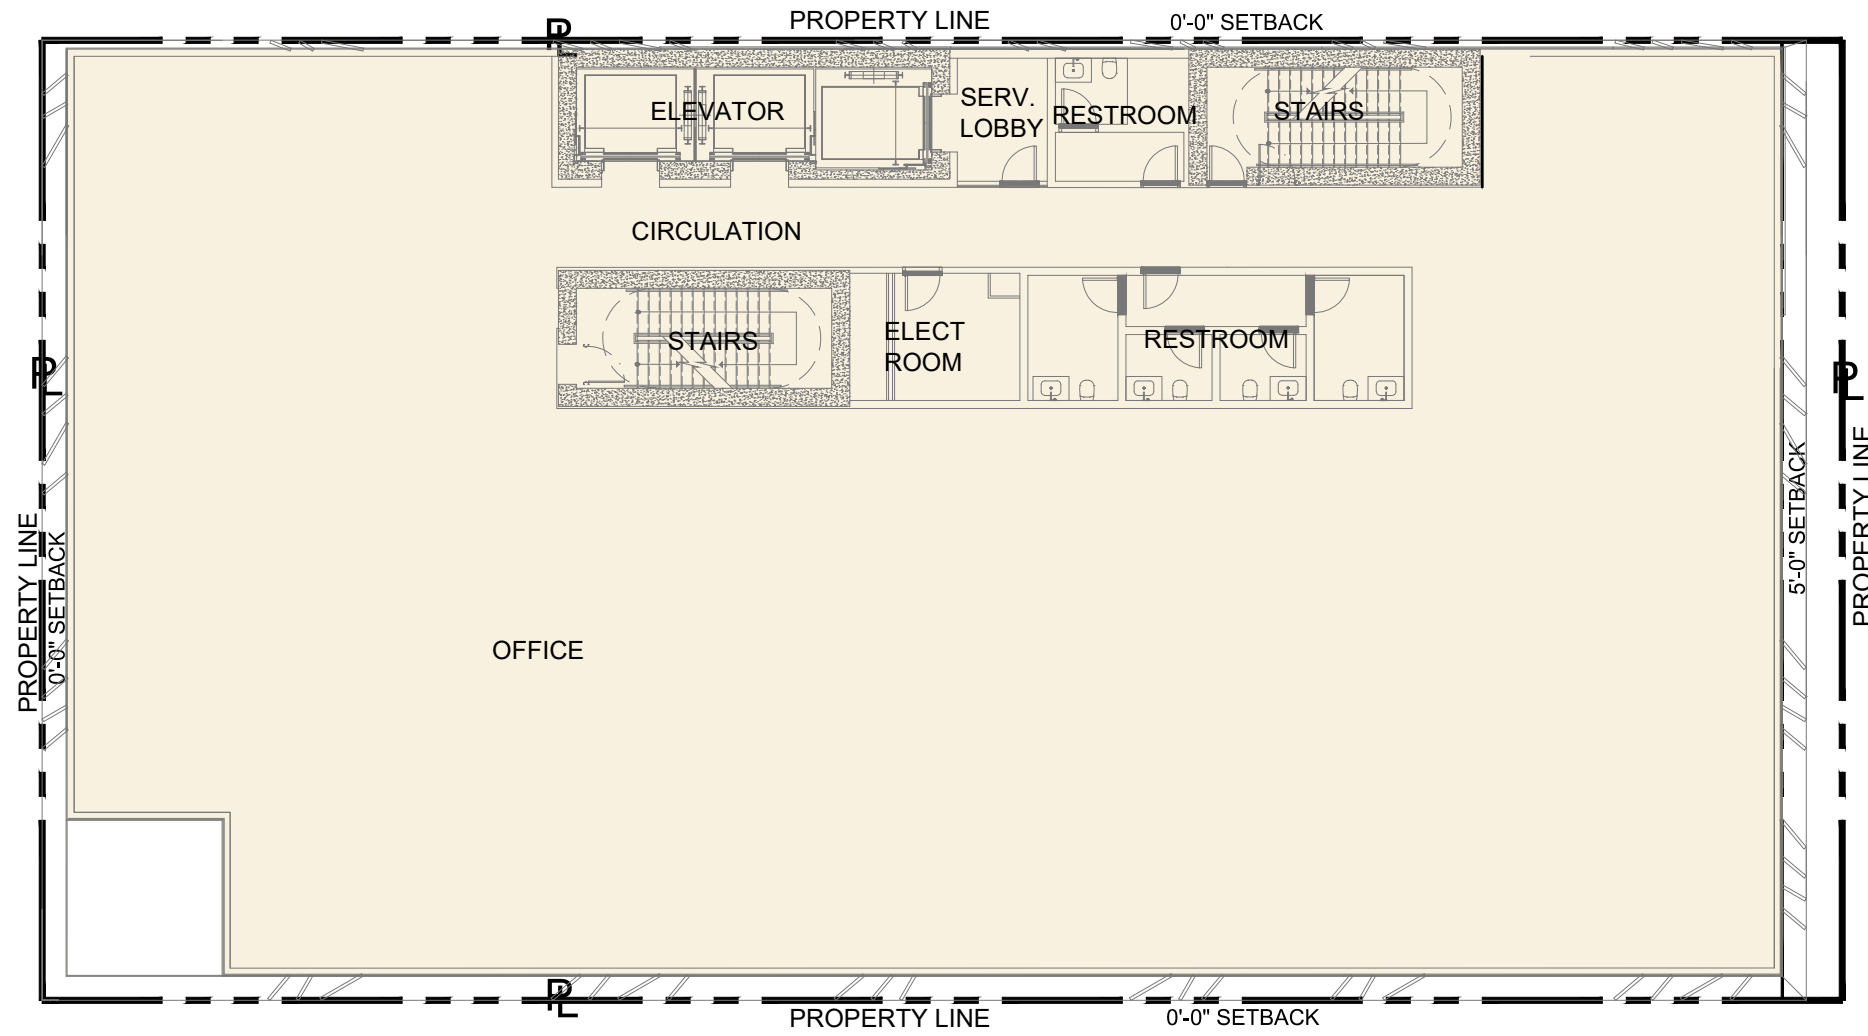 PROPERTY LINE
0'-0" SETBACK
PL
ELEVATOR
SERV.
LOBBY
RESTROOM
STAIRS
CIRCULATION
STAIRS
ELECT
ROOM
RESTROOM
PL
PL
PROPERTY LINE
0'-0" SETBACK
5'-0" SETBACK
PROPERTY LINE
OFFICE
PL
PROPERTY LINE
0'-0" SETBACK